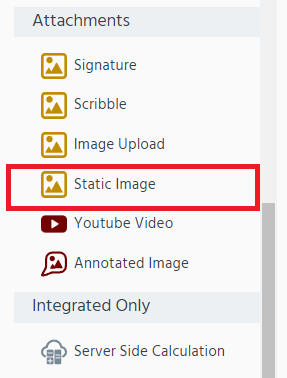 Attachments
Signature
Scribble
Image Upload
Static Image
Youtube Video
Annotated Image
Integrated Only
Server Side Calculation